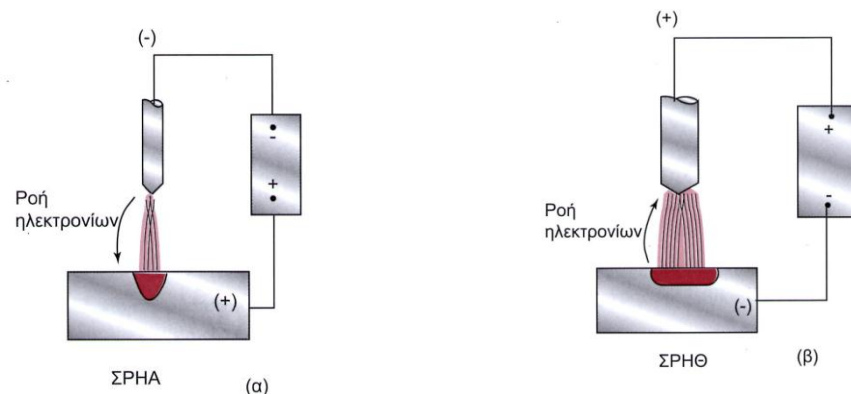 (-)
-
+
Ροή
ηλεκτρονίων
(+)
ΣΡΗΑ
(α)
(+)
+
-
Ροή
ηλεκτρονίων
(-)
ΣΡΗΘ
(β)